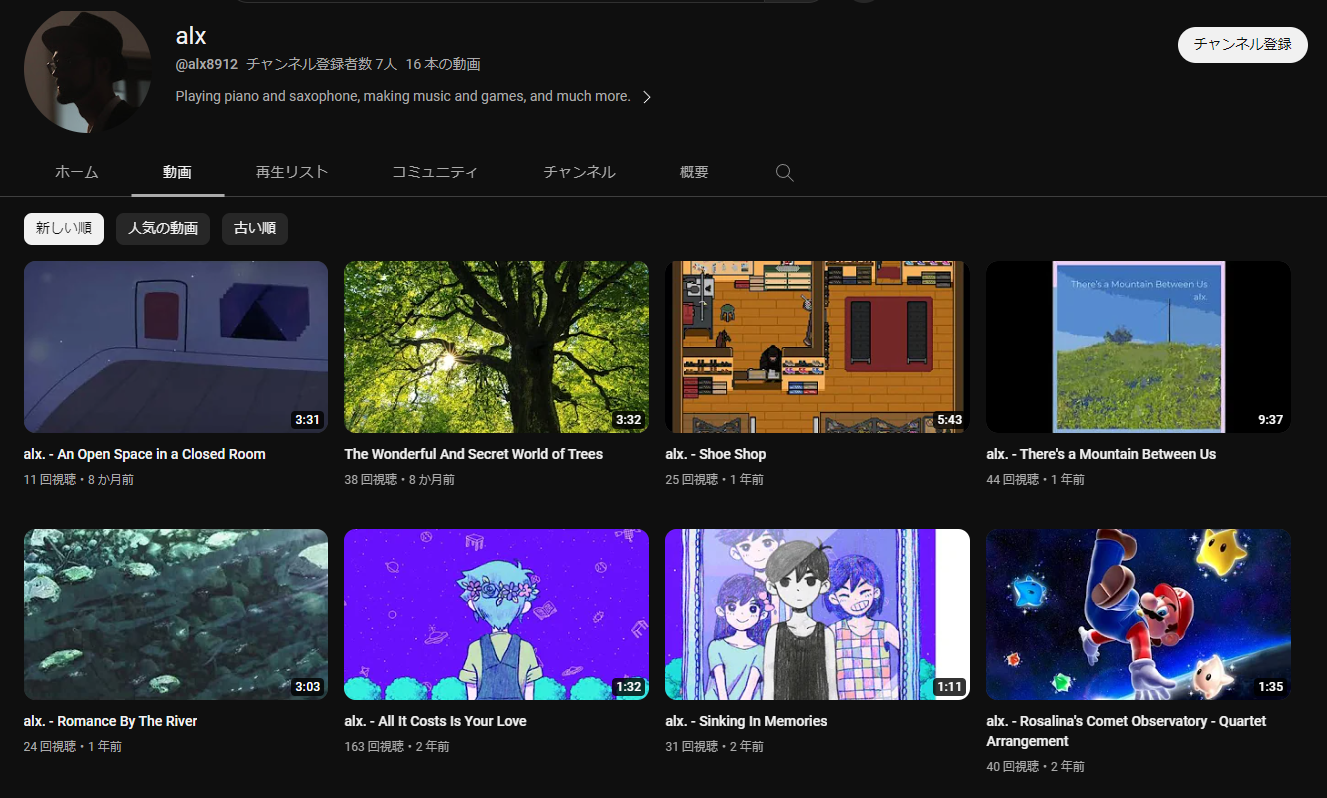 alx
@alx8912 チャンネル登録者数 7人 16 本の動画
Playing piano and saxophone, making music and games, and much more.
チャンネル登録
ホーム 動画 再生リスト コミュニティ チャンネル 概要
新しい順 人気の動画 古い順
There's a Mountain Between Us
alx.
3:31 3:32 5:43 9:37
alx. - An Open Space in a Closed Room
11 回視聴・8 か月前
The Wonderful And Secret World of Trees
38 回視聴・8 か月前
alx. - Shoe Shop
25 回視聴・1 年前
alx. - There's a Mountain Between Us
44 回視聴・1 年前
3:03 1:32 1:11 1:35
alx. - Romance By The River
24 回視聴・1 年前
alx. - All It Costs Is Your Love
163 回視聴・2 年前
alx. - Sinking In Memories
31 回視聴・2 年前
alx. - Rosalina's Comet Observatory - Quartet
Arrangement
40 回視聴・2 年前